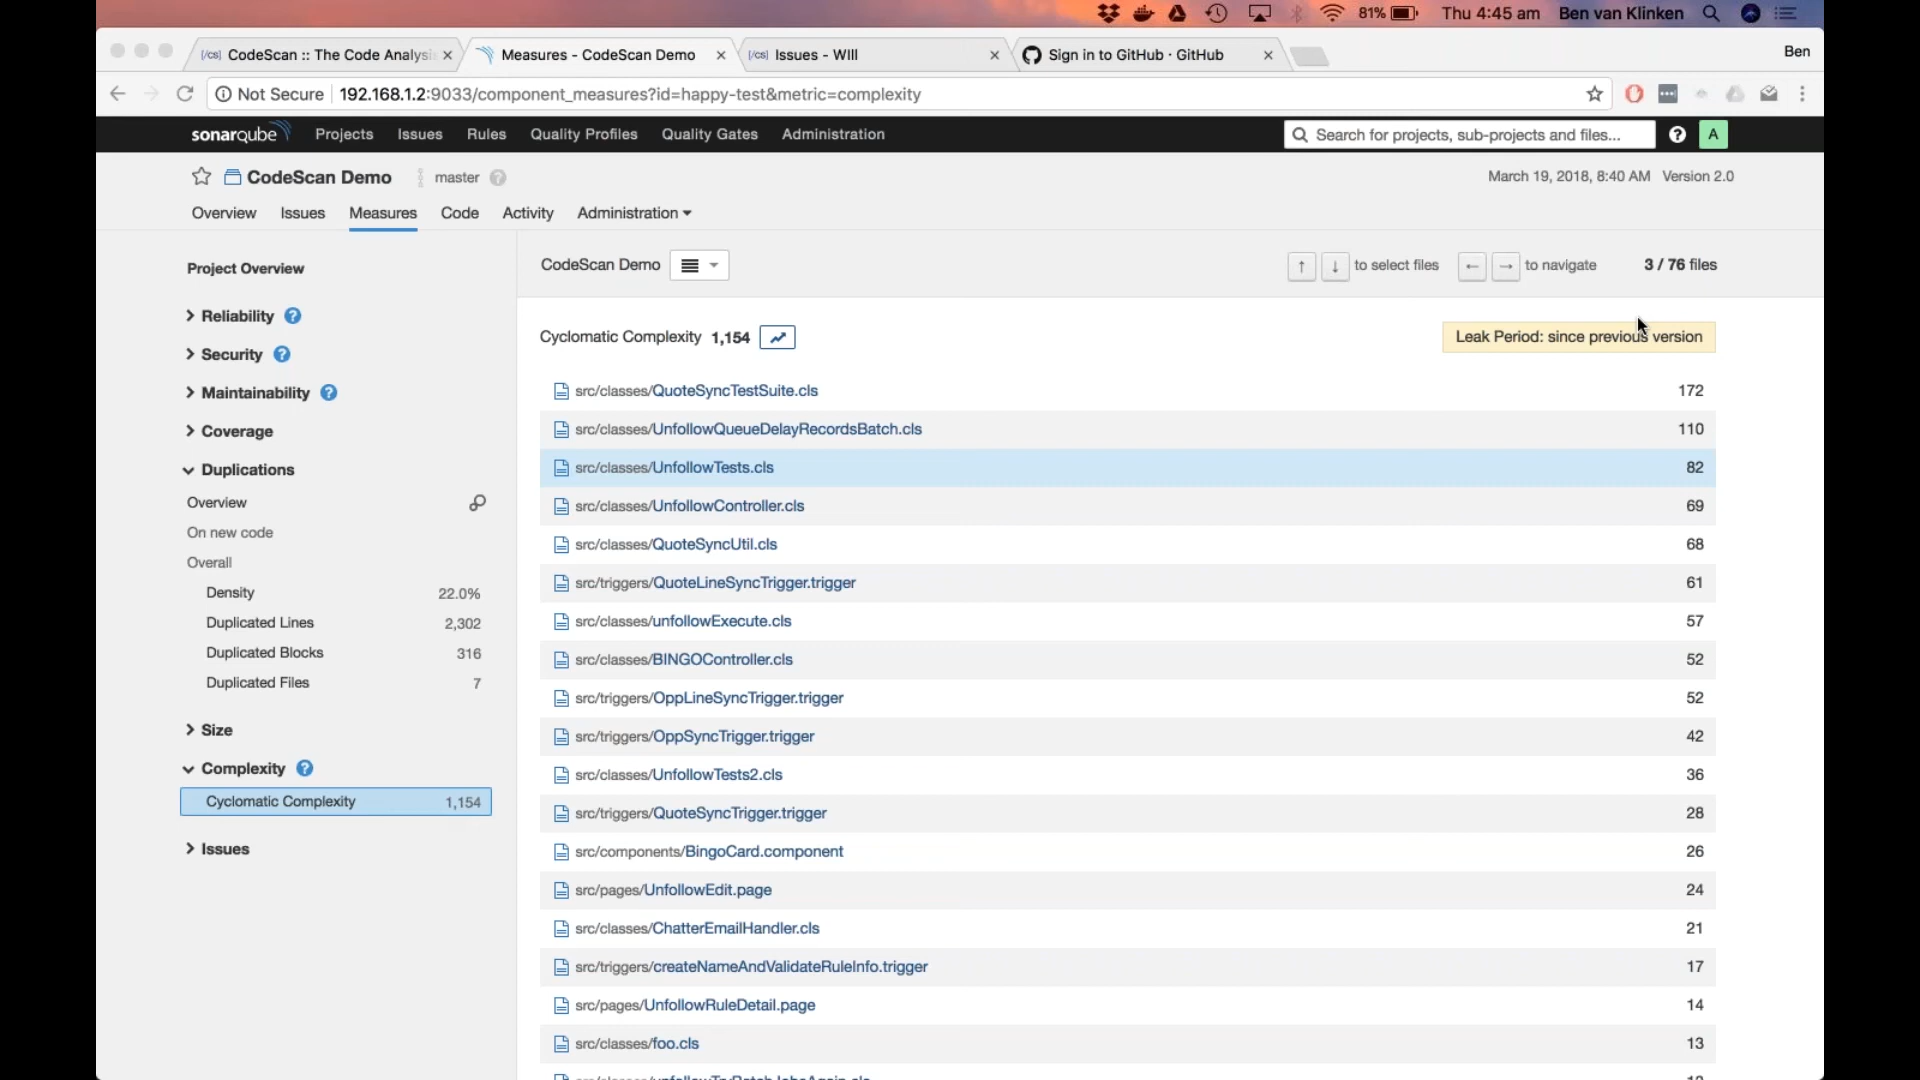 81% Thu 4:45 am Ben van Klinken
/cs| CodeScan :: The Code Analysis Measures - CodeScan Demo /cs| Issues - WIll Sign in to GitHub · GitHub Ben
Not Secure 192.168.1.2:9033/component_measures?id=happy-test&metric=complexity
sonarqube Projects Issues Rules Quality Profiles Quality Gates Administration Search for projects, sub-projects and files... ? A
CodeScan Demo master ? March 19, 2018, 8:40 AM Version 2.0
Overview Issues Measures Code Activity Administration
Project Overview
Reliability ?
Security ?
Maintainability ?
Coverage
Duplications
Overview
On new code
Overall
Density 22.0%
Duplicated Lines 2,302
Duplicated Blocks 316
Duplicated Files 7
Size
Complexity ?
Cyclomatic Complexity 1,154
Issues
CodeScan Demo ↑ ↓ to select files ← → to navigate 3 / 76 files
Cyclomatic Complexity 1,154 Leak Period: since previous version
src/classes/QuoteSyncTestSuite.cls 172
src/classes/UnfollowQueueDelayRecordsBatch.cls 110
src/classes/UnfollowTests.cls 82
src/classes/UnfollowController.cls 69
src/classes/QuoteSyncUtil.cls 68
src/triggers/QuoteLineSyncTrigger.trigger 61
src/classes/unfollowExecute.cls 57
src/classes/BINGOController.cls 52
src/triggers/OppLineSyncTrigger.trigger 52
src/triggers/OppSyncTrigger.trigger 42
src/classes/UnfollowTests2.cls 36
src/triggers/QuoteSyncTrigger.trigger 28
src/components/BingoCard.component 26
src/pages/UnfollowEdit.page 24
src/classes/ChatterEmailHandler.cls 21
src/triggers/createNameAndValidateRuleInfo.trigger 17
src/pages/UnfollowRuleDetail.page 14
src/classes/foo.cls 13